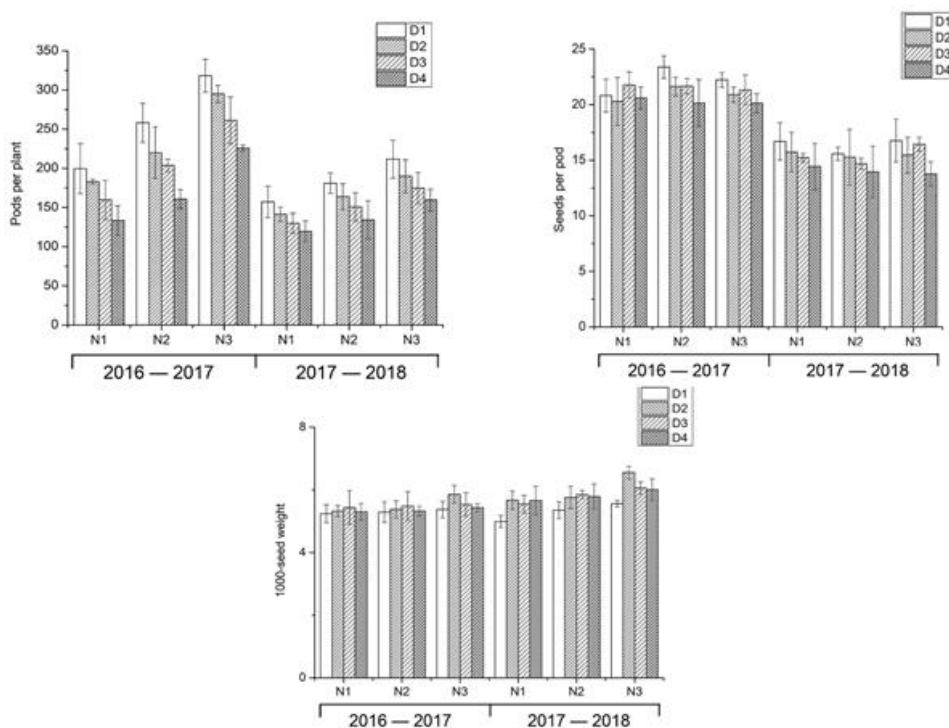 D1
D2
D3
D4
350
300
250
200
150
100
50
0
Pods per plant
N1 N2 N3 N1 N2 N3
2016 — 2017 2017 — 2018
D1
D2
D3
D4
25
20
15
10
5
0
Seeds per pod
N1 N2 N3 N1 N2 N3
2016 — 2017 2017 — 2018
D1
D2
D3
D4
8
4
0
1000-seed weight
N1 N2 N3 N1 N2 N3
2016 — 2017 2017 — 2018